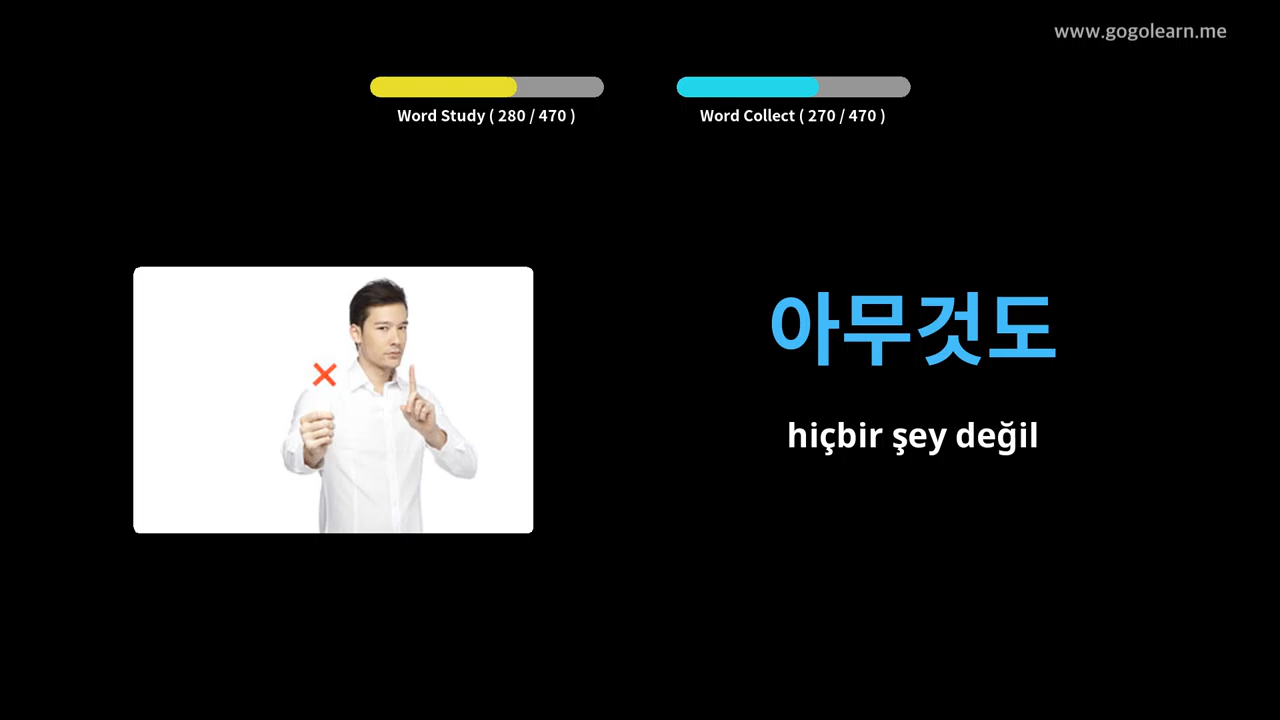 www.gogolearn.me
Word Study ( 280 / 470 )
Word Collect ( 270 / 470 )
아무것도
hiçbir şey değil